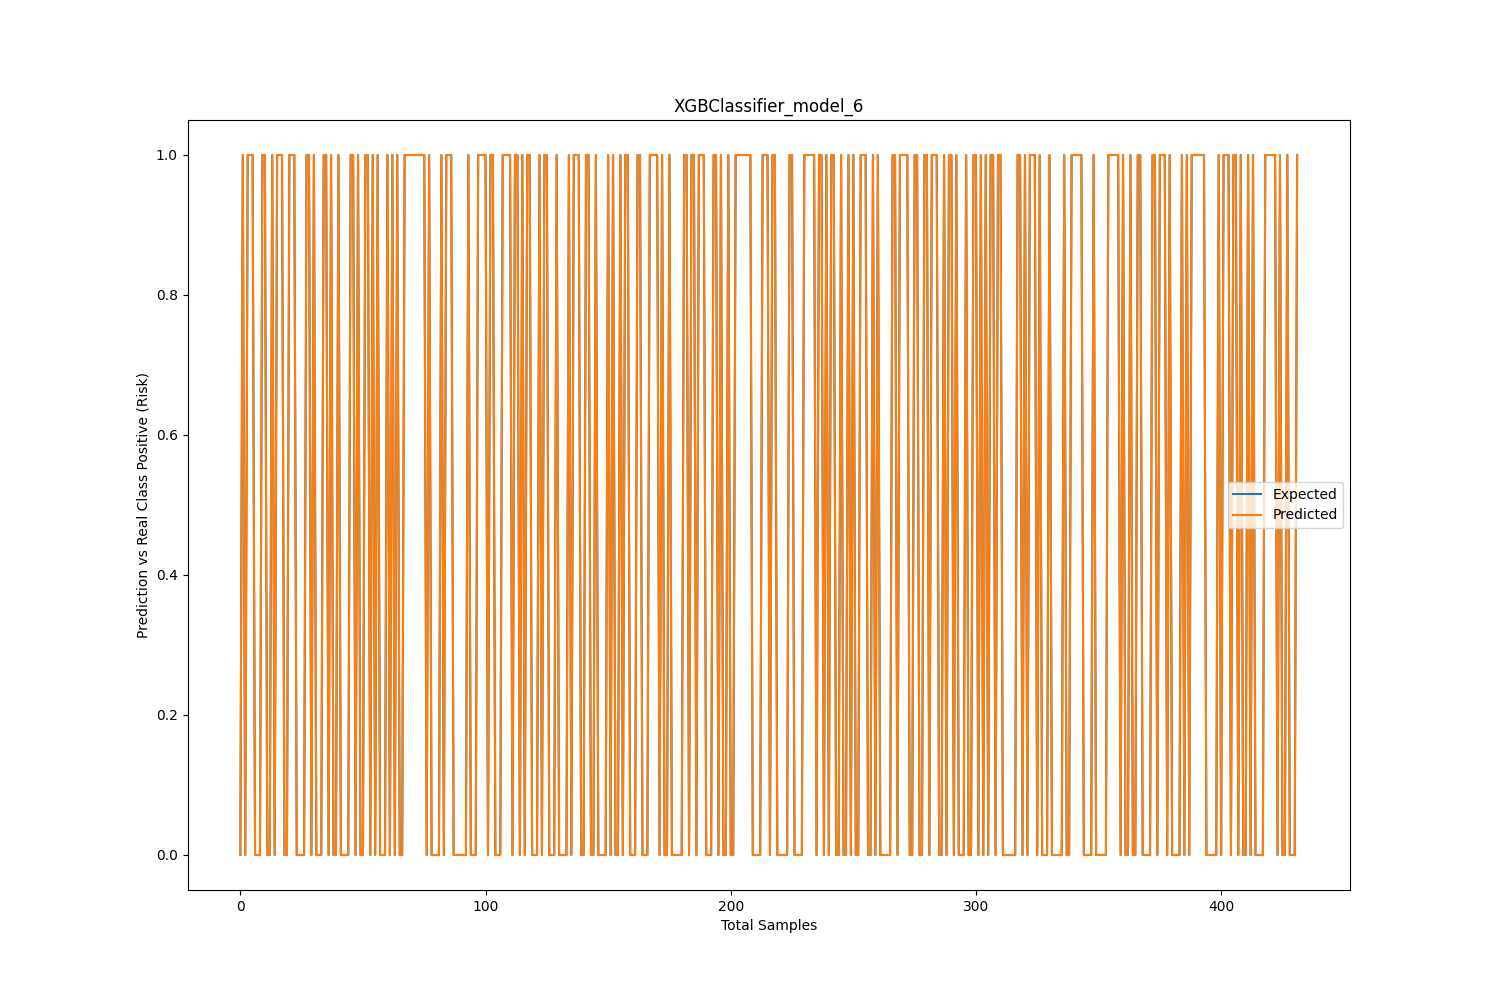 XGBClassifier_model_6
1.0
0.8
0.6
0.4
0.2
0.0
Prediction vs Real Class Positive (Risk)
Expected
Predicted
0 100 200 300 400
Total Samples